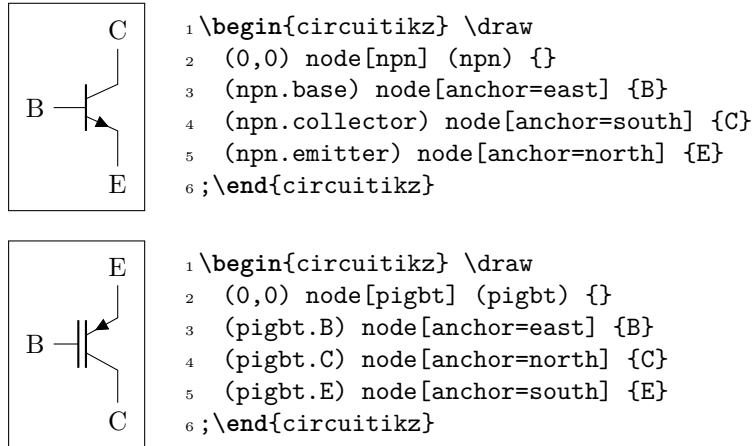 C
B
E
1 \begin{circuitikz} \draw
2 (0,0) node[npn] (npn) {}
3 (npn.base) node[anchor=east] {B}
4 (npn.collector) node[anchor=south] {C}
5 (npn.emitter) node[anchor=north] {E}
6 ;\end{circuitikz}
E
B
C
1 \begin{circuitikz} \draw
2 (0,0) node[pigbt] (pigbt) {}
3 (pigbt.B) node[anchor=east] {B}
4 (pigbt.C) node[anchor=north] {C}
5 (pigbt.E) node[anchor=south] {E}
6 ;\end{circuitikz}